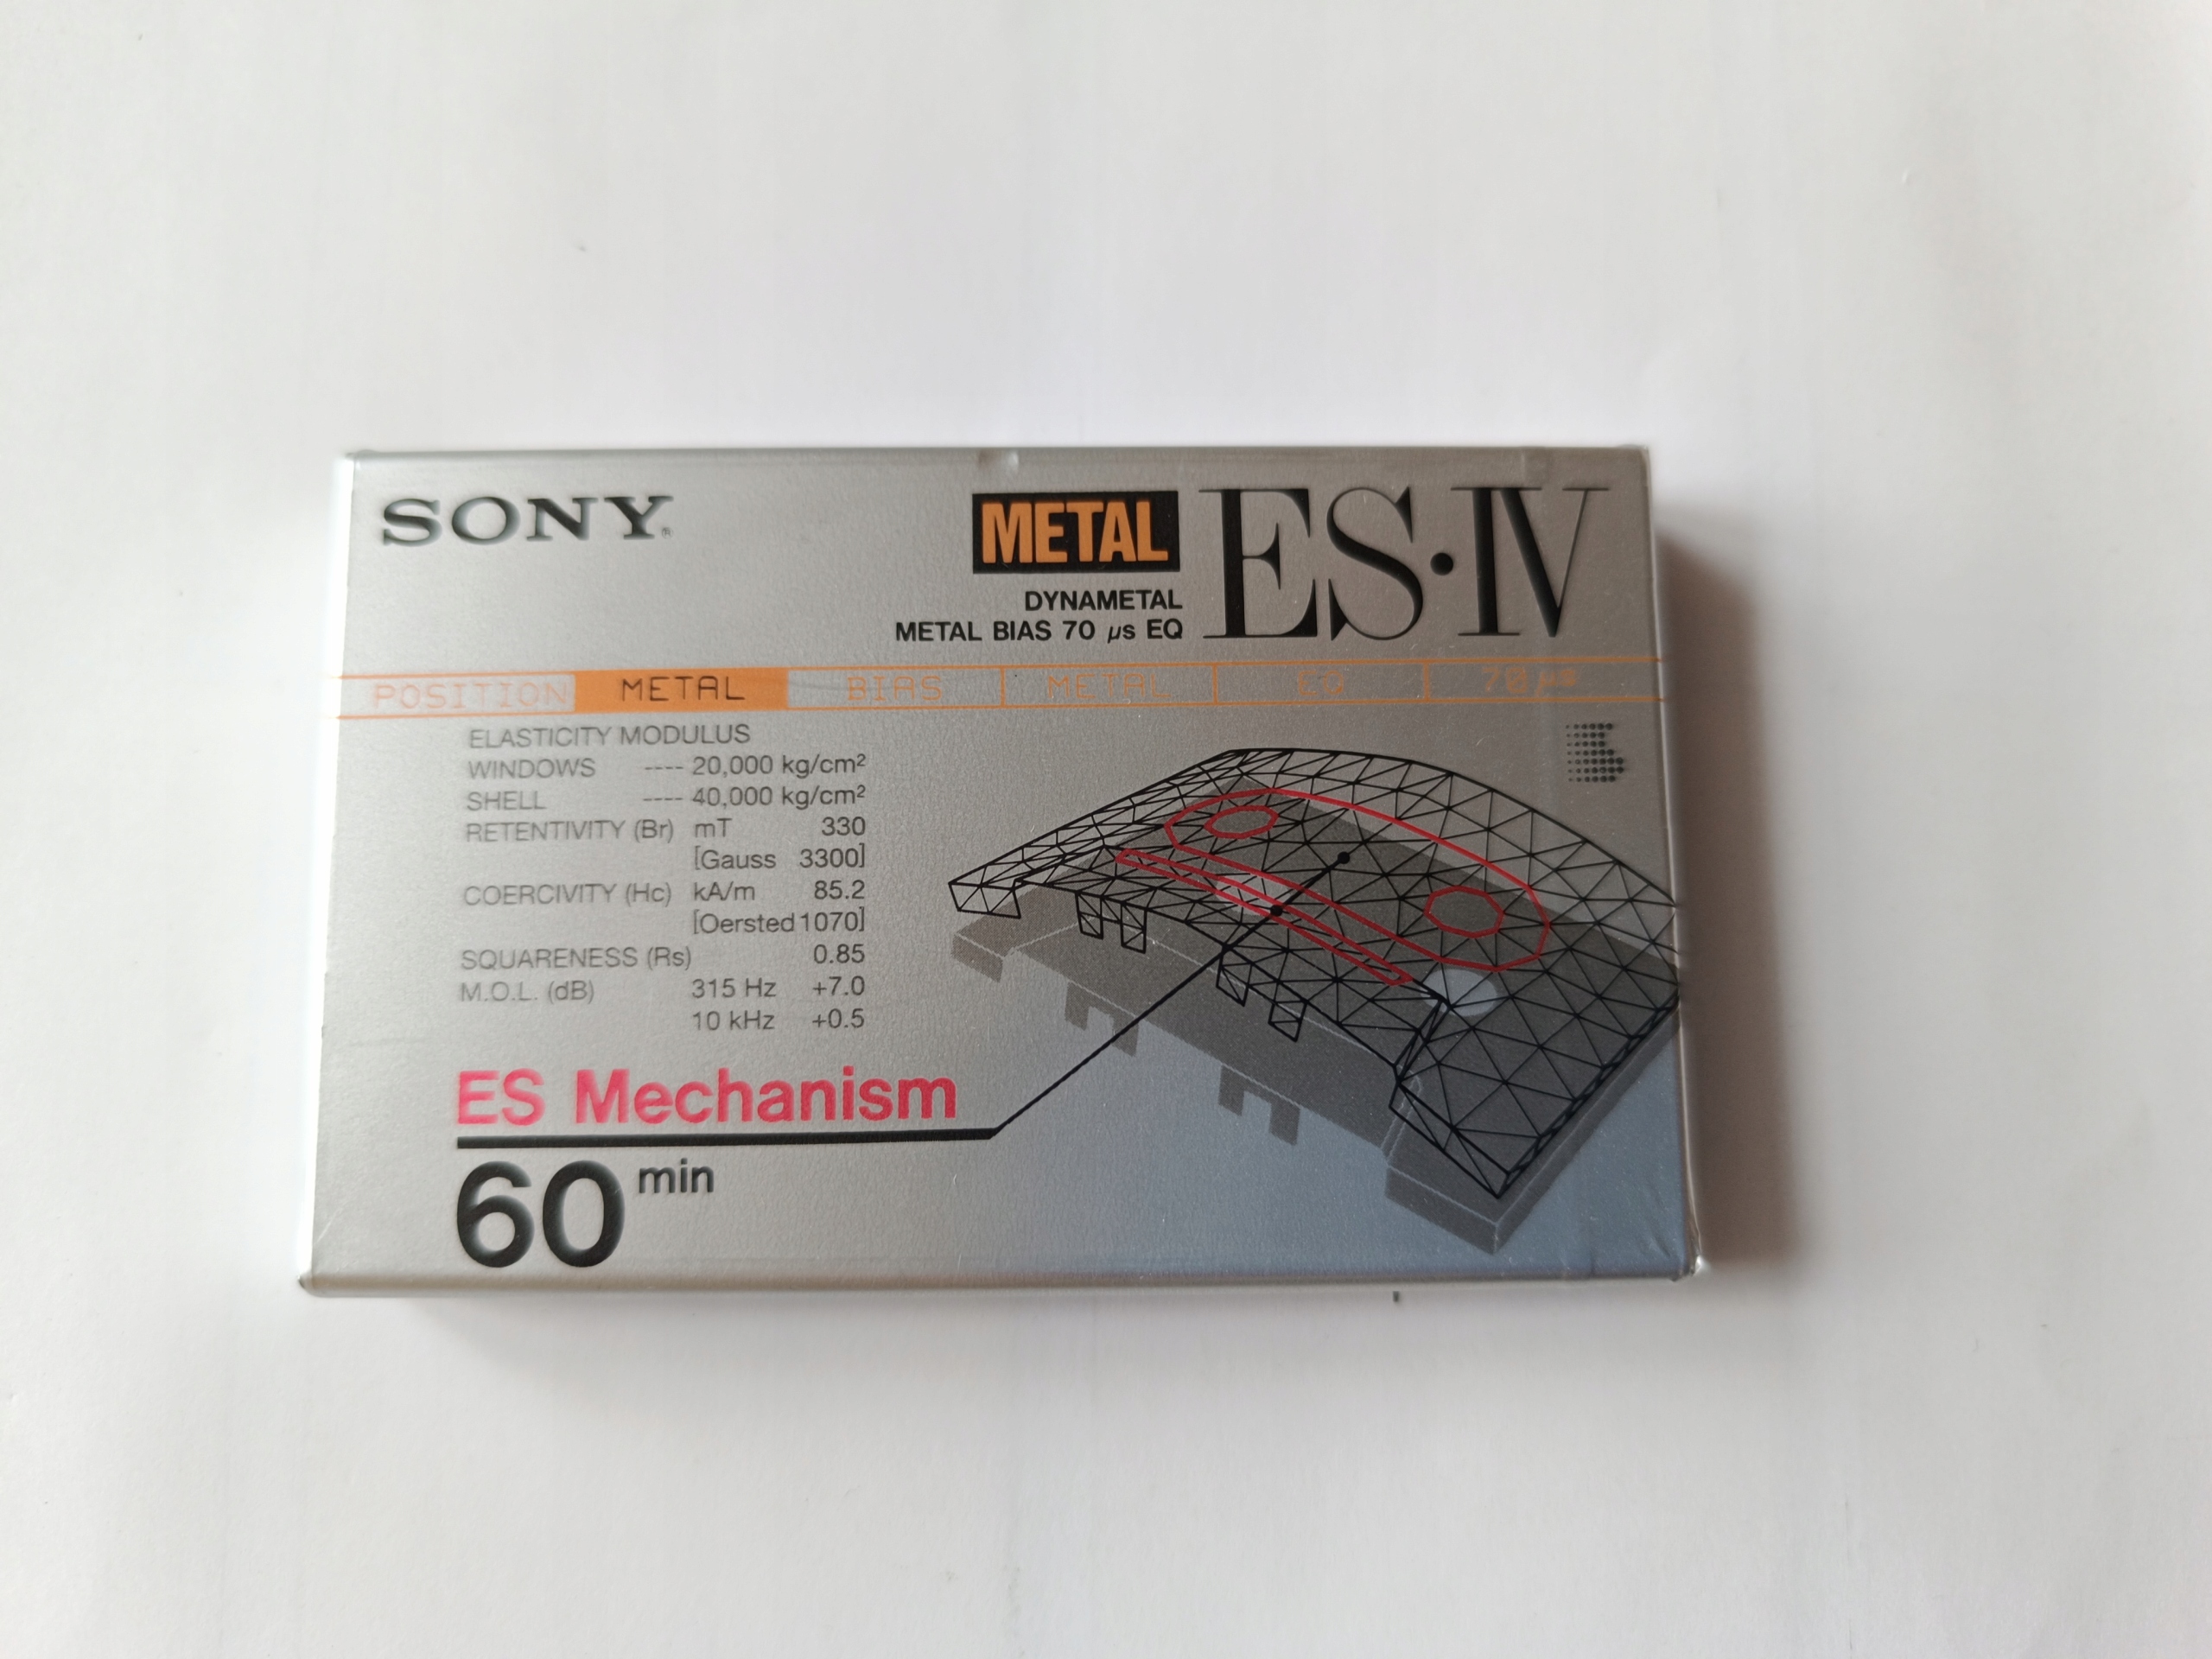 SONY®
METAL ES·IV
DYNAMETAL
METAL BIAS 70 µs EQ
POSITION METAL BIAS METAL EQ 70µs
ELASTICITY MODULUS
WINDOWS ---- 20,000 kg/cm²
SHELL ---- 40,000 kg/cm²
RETENTIVITY (Br) mT 330
[Gauss 3300]
COERCIVITY (Hc) kA/m 85.2
[Oersted 1070]
SQUARENESS (Rs) 0.85
M.O.L. (dB) 315 Hz +7.0
10 kHz +0.5
ES Mechanism
60 min